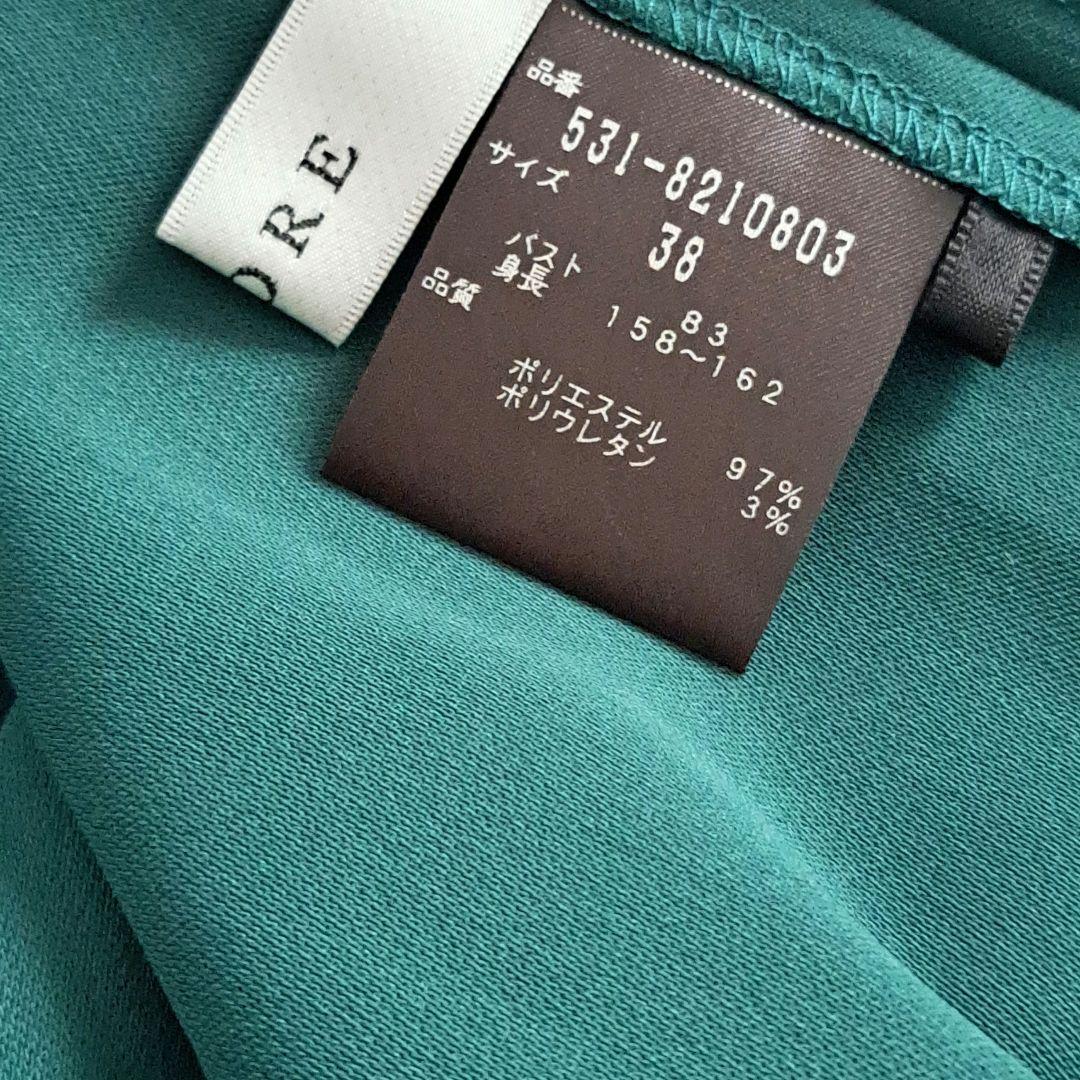 ORE
品番
531-8210803
サイズ
38
バスト 83
身長 158～162
品質
ポリエステル 97%
ポリウレタン 3%